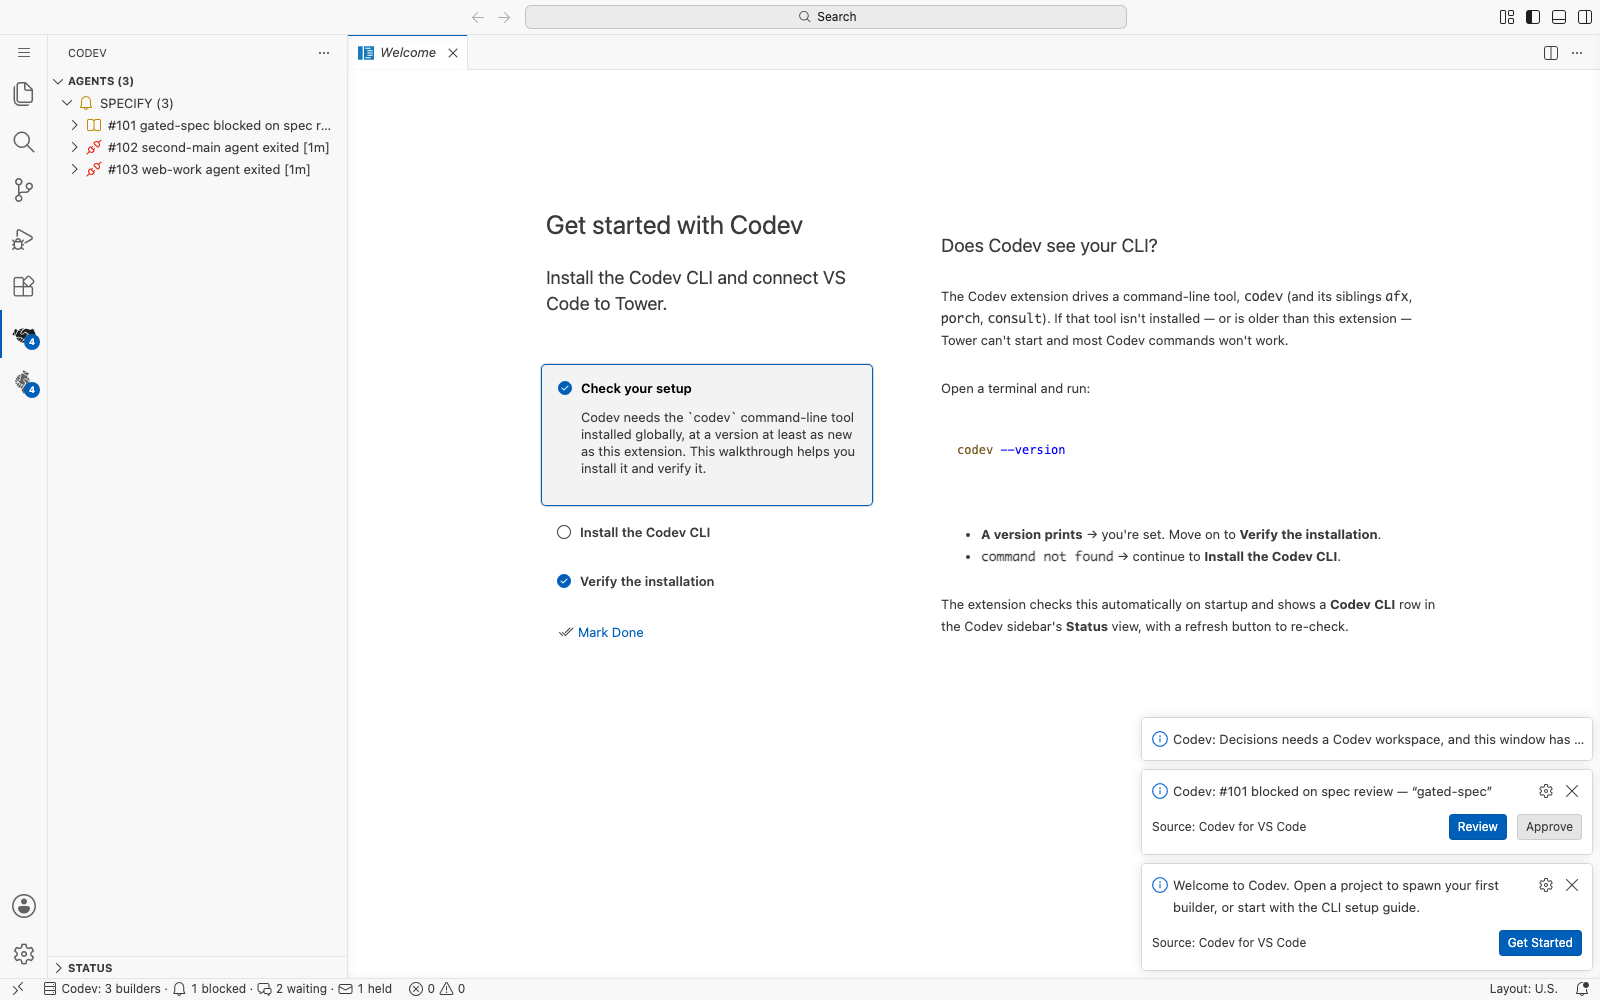 Search
CODEV
Welcome
AGENTS (3)
SPECIFY (3)
#101 gated-spec blocked on spec r...
#102 second-main agent exited [1m]
#103 web-work agent exited [1m]
4
4
Get started with Codev
Install the Codev CLI and connect VS
Code to Tower.
Check your setup
Codev needs the `codev` command-line tool
installed globally, at a version at least as new
as this extension. This walkthrough helps you
install it and verify it.
Install the Codev CLI
Verify the installation
Mark Done
Does Codev see your CLI?
The Codev extension drives a command-line tool, codev (and its siblings afx,
porch, consult). If that tool isn't installed — or is older than this extension —
Tower can't start and most Codev commands won't work.
Open a terminal and run:
codev --version
• A version prints → you're set. Move on to Verify the installation.
• command not found → continue to Install the Codev CLI.
The extension checks this automatically on startup and shows a Codev CLI row in
the Codev sidebar's Status view, with a refresh button to re-check.
Codev: Decisions needs a Codev workspace, and this window has ...
Codev: #101 blocked on spec review — “gated-spec”
Source: Codev for VS Code
Review
Approve
Welcome to Codev. Open a project to spawn your first
builder, or start with the CLI setup guide.
Source: Codev for VS Code
Get Started
STATUS
Codev: 3 builders · 1 blocked · 2 waiting · 1 held
0
0
Layout: U.S.